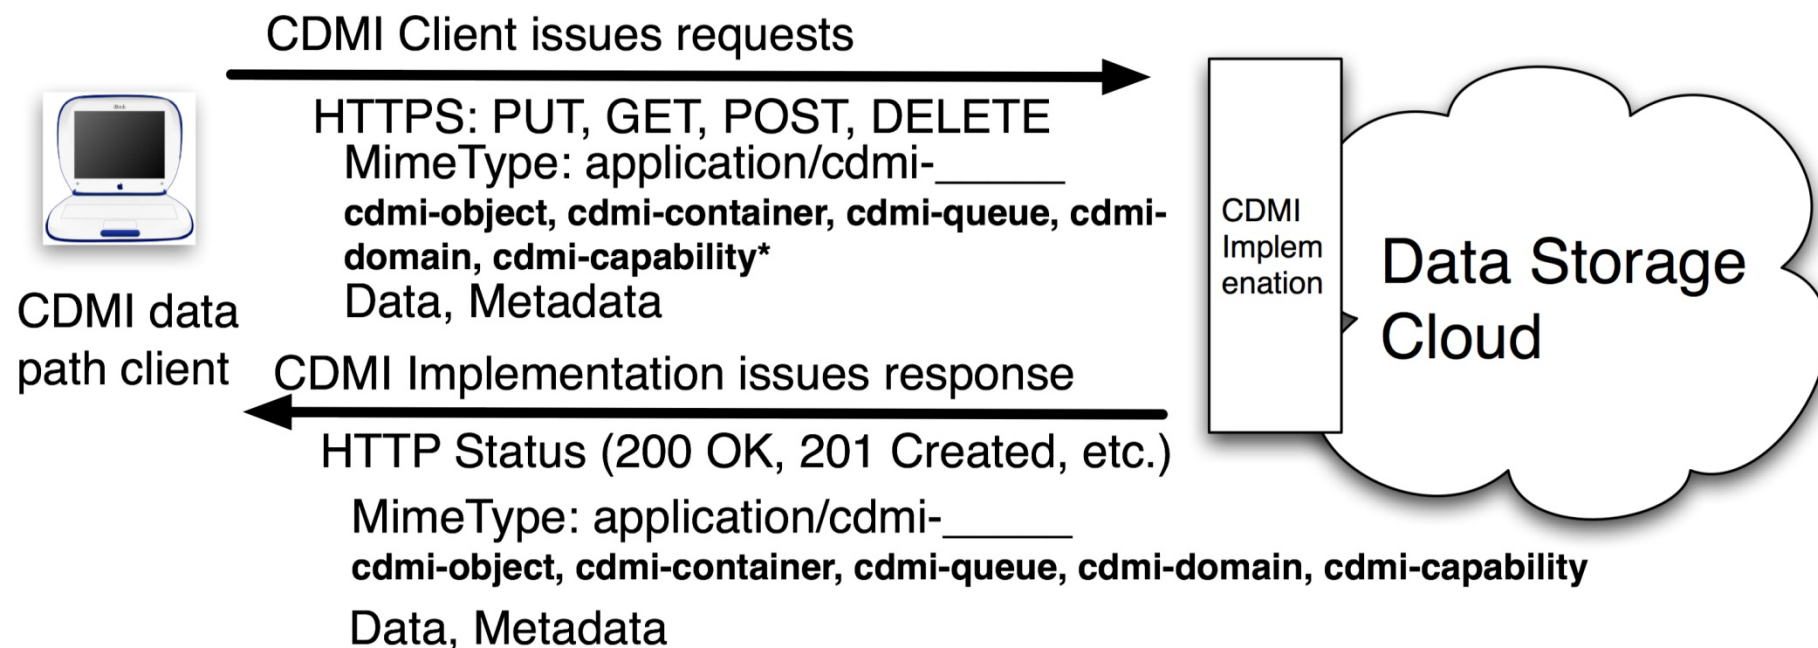 CDMI Client issues requests
HTTPS: PUT, GET, POST, DELETE
MimeType: application/cdmi-______
cdmi-object, cdmi-container, cdmi-queue, cdmi-
domain, cdmi-capability*
Data, Metadata
CDMI data
path client
CDMI Implementation issues response
HTTP Status (200 OK, 201 Created, etc.)
MimeType: application/cdmi-______
cdmi-object, cdmi-container, cdmi-queue, cdmi-domain, cdmi-capability
Data, Metadata
CDMI
Implem
enation
Data Storage
Cloud